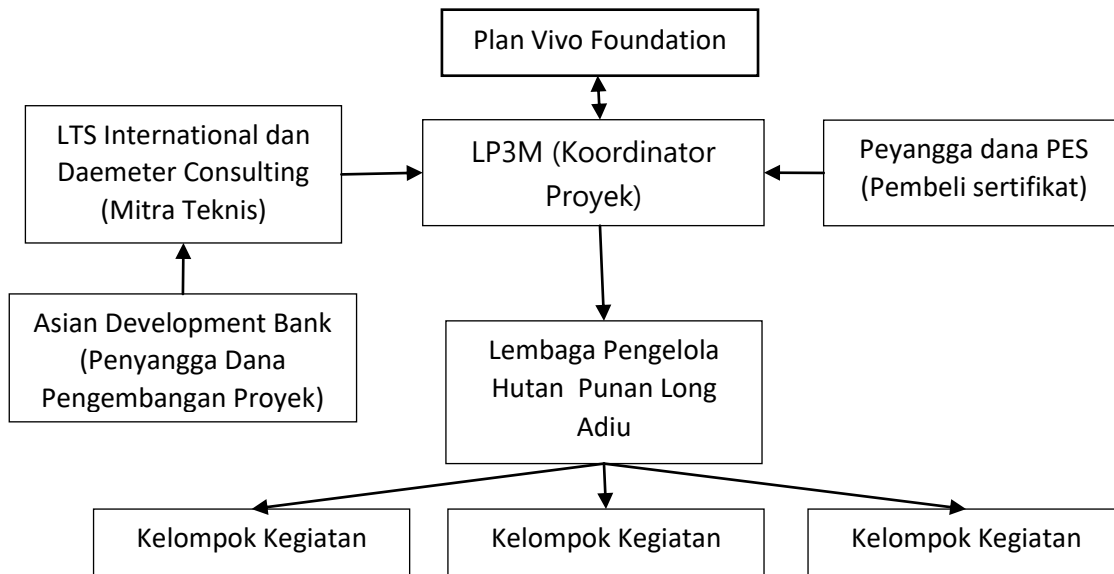 Plan Vivo Foundation
LTS International dan
Daemeter Consulting
(Mitra Teknis)
LP3M (Koordinator
Proyek)
Peyangga dana PES
(Pembeli sertifikat)
Asian Development Bank
(Penyangga Dana
Pengembangan Proyek)
Lembaga Pengelola
Hutan Punan Long
Adiu
Kelompok Kegiatan
Kelompok Kegiatan
Kelompok Kegiatan